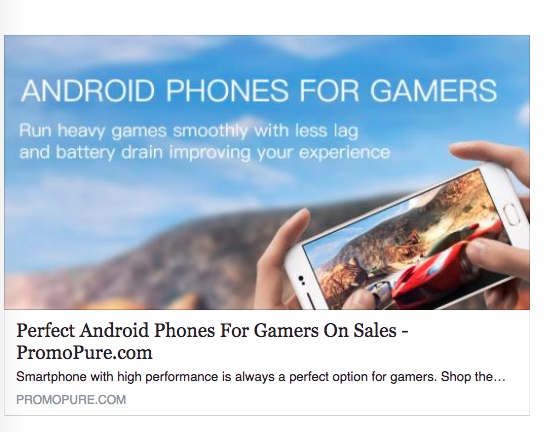 ANDROID PHONES FOR GAMERS
Run heavy games smoothly with less lag
and battery drain improving your experience
Perfect Android Phones For Gamers On Sales -
PromoPure.com
Smartphone with high performance is always a perfect option for gamers. Shop the…
PROMOPURE.COM